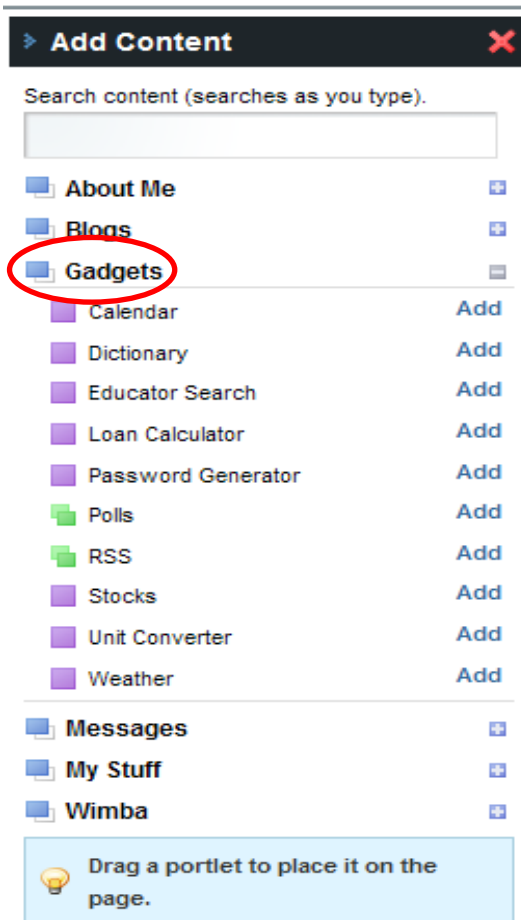 Add Content
Search content (searches as you type).
About Me
Blogs
Gadgets
Calendar Add
Dictionary Add
Educator Search Add
Loan Calculator Add
Password Generator Add
Polls Add
RSS Add
Stocks Add
Unit Converter Add
Weather Add
Messages
My Stuff
Wimba
Drag a portlet to place it on the
page.